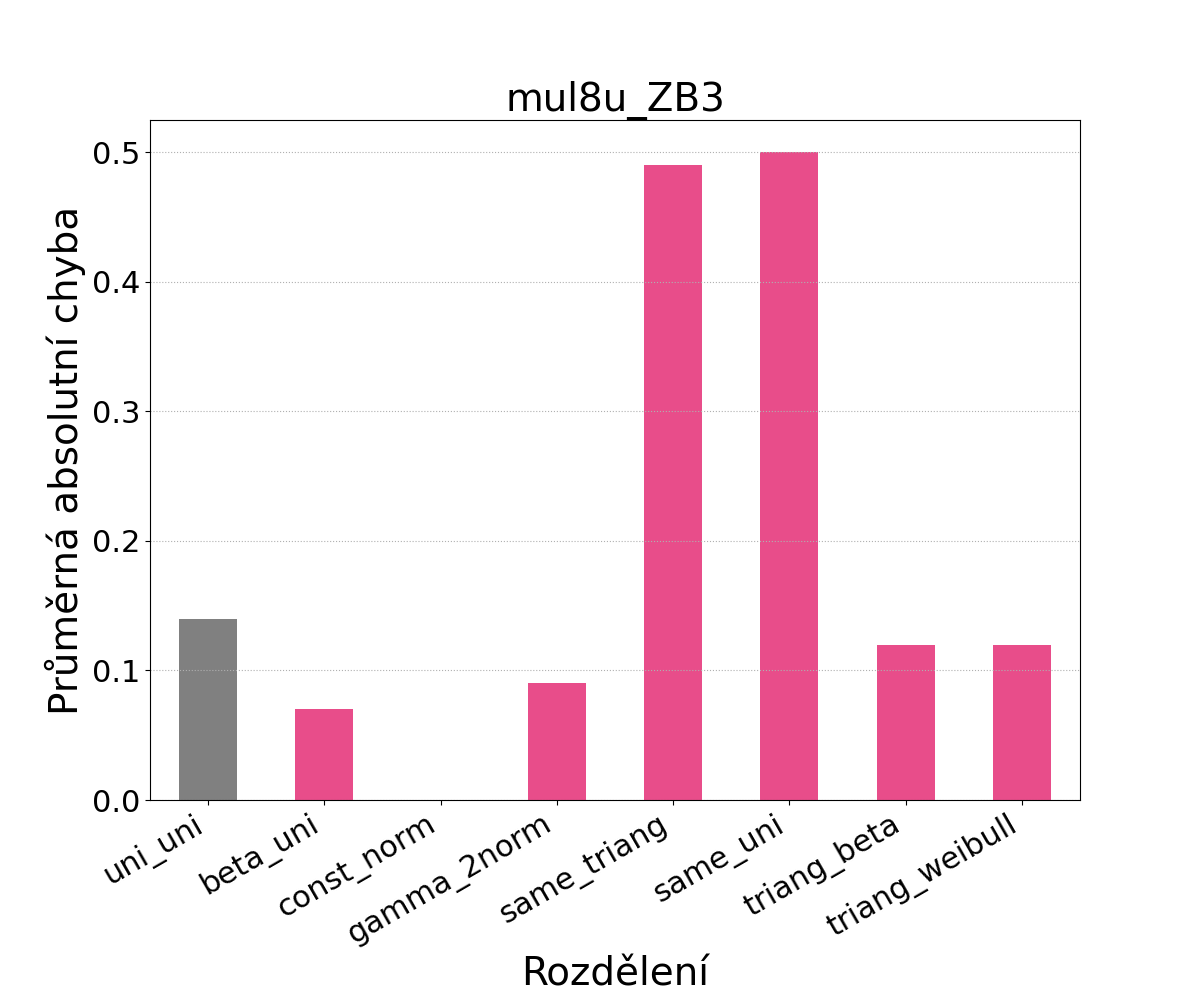 mul8u_ZB3
Průměrná absolutní chyba
0.5
0.4
0.3
0.2
0.1
0.0
uni_uni
beta_uni
const_norm
gamma_2norm
same_triang
same_uni
triang_beta
triang_weibull
Rozdělení